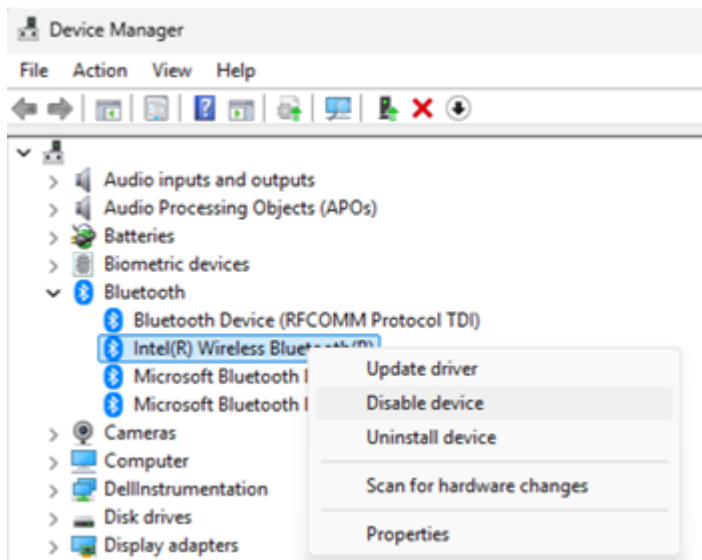 Device Manager
File Action View Help
Audio inputs and outputs
Audio Processing Objects (APOs)
Batteries
Biometric devices
Bluetooth
Bluetooth Device (RFCOMM Protocol TDI)
Intel(R) Wireless Bluetooth(R)
Microsoft Bluetooth
Microsoft Bluetooth
Cameras
Computer
DellInstrumentation
Disk drives
Display adapters
Update driver
Disable device
Uninstall device
Scan for hardware changes
Properties